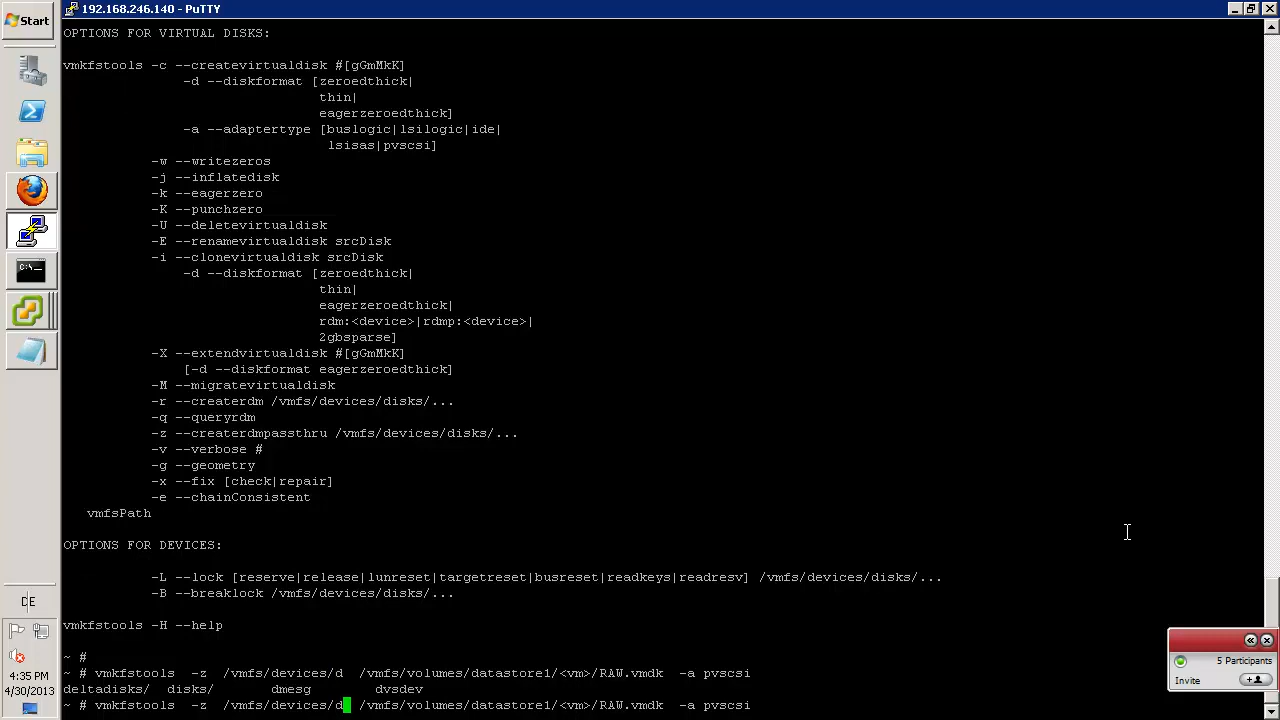 Start
192.168.246.140 - PuTTY
OPTIONS FOR VIRTUAL DISKS:
vmkfstools -c --createvirtualdisk #[gGmMkK]
-d --diskformat [zeroedthick|
thin|
eagerzeroedthick]
-a --adaptertype [buslogic|lsilogic|ide|
lsisas|pvscsi]
-w --writezeros
-j --inflatedisk
-k --eagerzero
-K --punchzero
-U --deletevirtualdisk
-E --renamevirtualdisk srcDisk
-i --clonevirtualdisk srcDisk
-d --diskformat [zeroedthick|
thin|
eagerzeroedthick|
rdm:<device>|rdmp:<device>|
2gbsparse]
-X --extendvirtualdisk #[gGmMkK]
[-d --diskformat eagerzeroedthick]
-M --migratevirtualdisk
-r --createrdm /vmfs/devices/disks/...
-q --queryrdm
-z --createrdmpassthru /vmfs/devices/disks/...
-v --verbose #
-g --geometry
-x --fix [check|repair]
-e --chainConsistent
vmfsPath
OPTIONS FOR DEVICES:
-L --lock [reserve|release|lunreset|targetreset|busreset|readkeys|readresv] /vmfs/devices/disks/...
-B --breaklock /vmfs/devices/disks/...
vmkfstools -H --help
~ #
~ # vmkfstools -z /vmfs/devices/d /vmfs/volumes/datastore1/<vm>/RAW.vmdk -a pvscsi
deltadisks/ disks/ dmesg dvsdev
~ # vmkfstools -z /vmfs/devices/d /vmfs/volumes/datastore1/<vm>/RAW.vmdk -a pvscsi
C:\_
DE
4:35 PM
4/30/2013
5 Participants
Invite